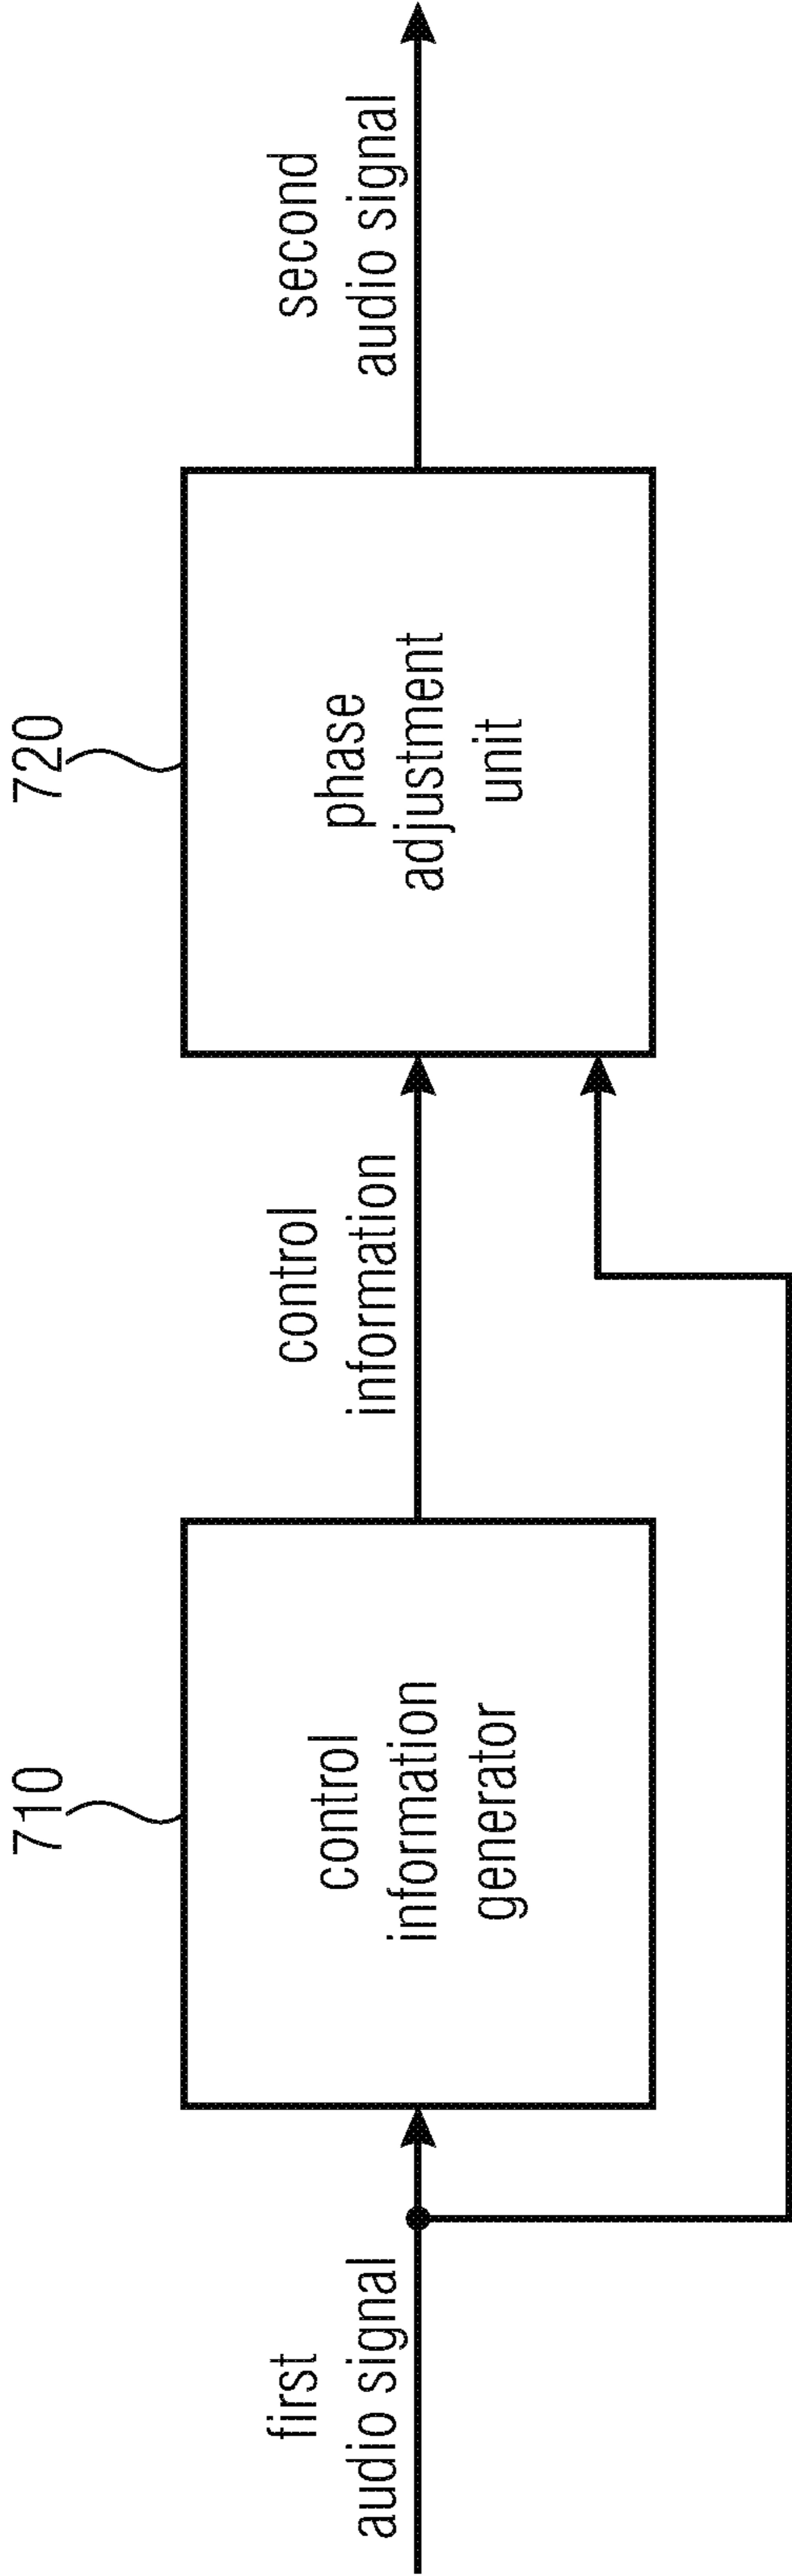 first
audio signal
710
control
information
generator
control
information
720
phase
adjustment
unit
second
audio signal